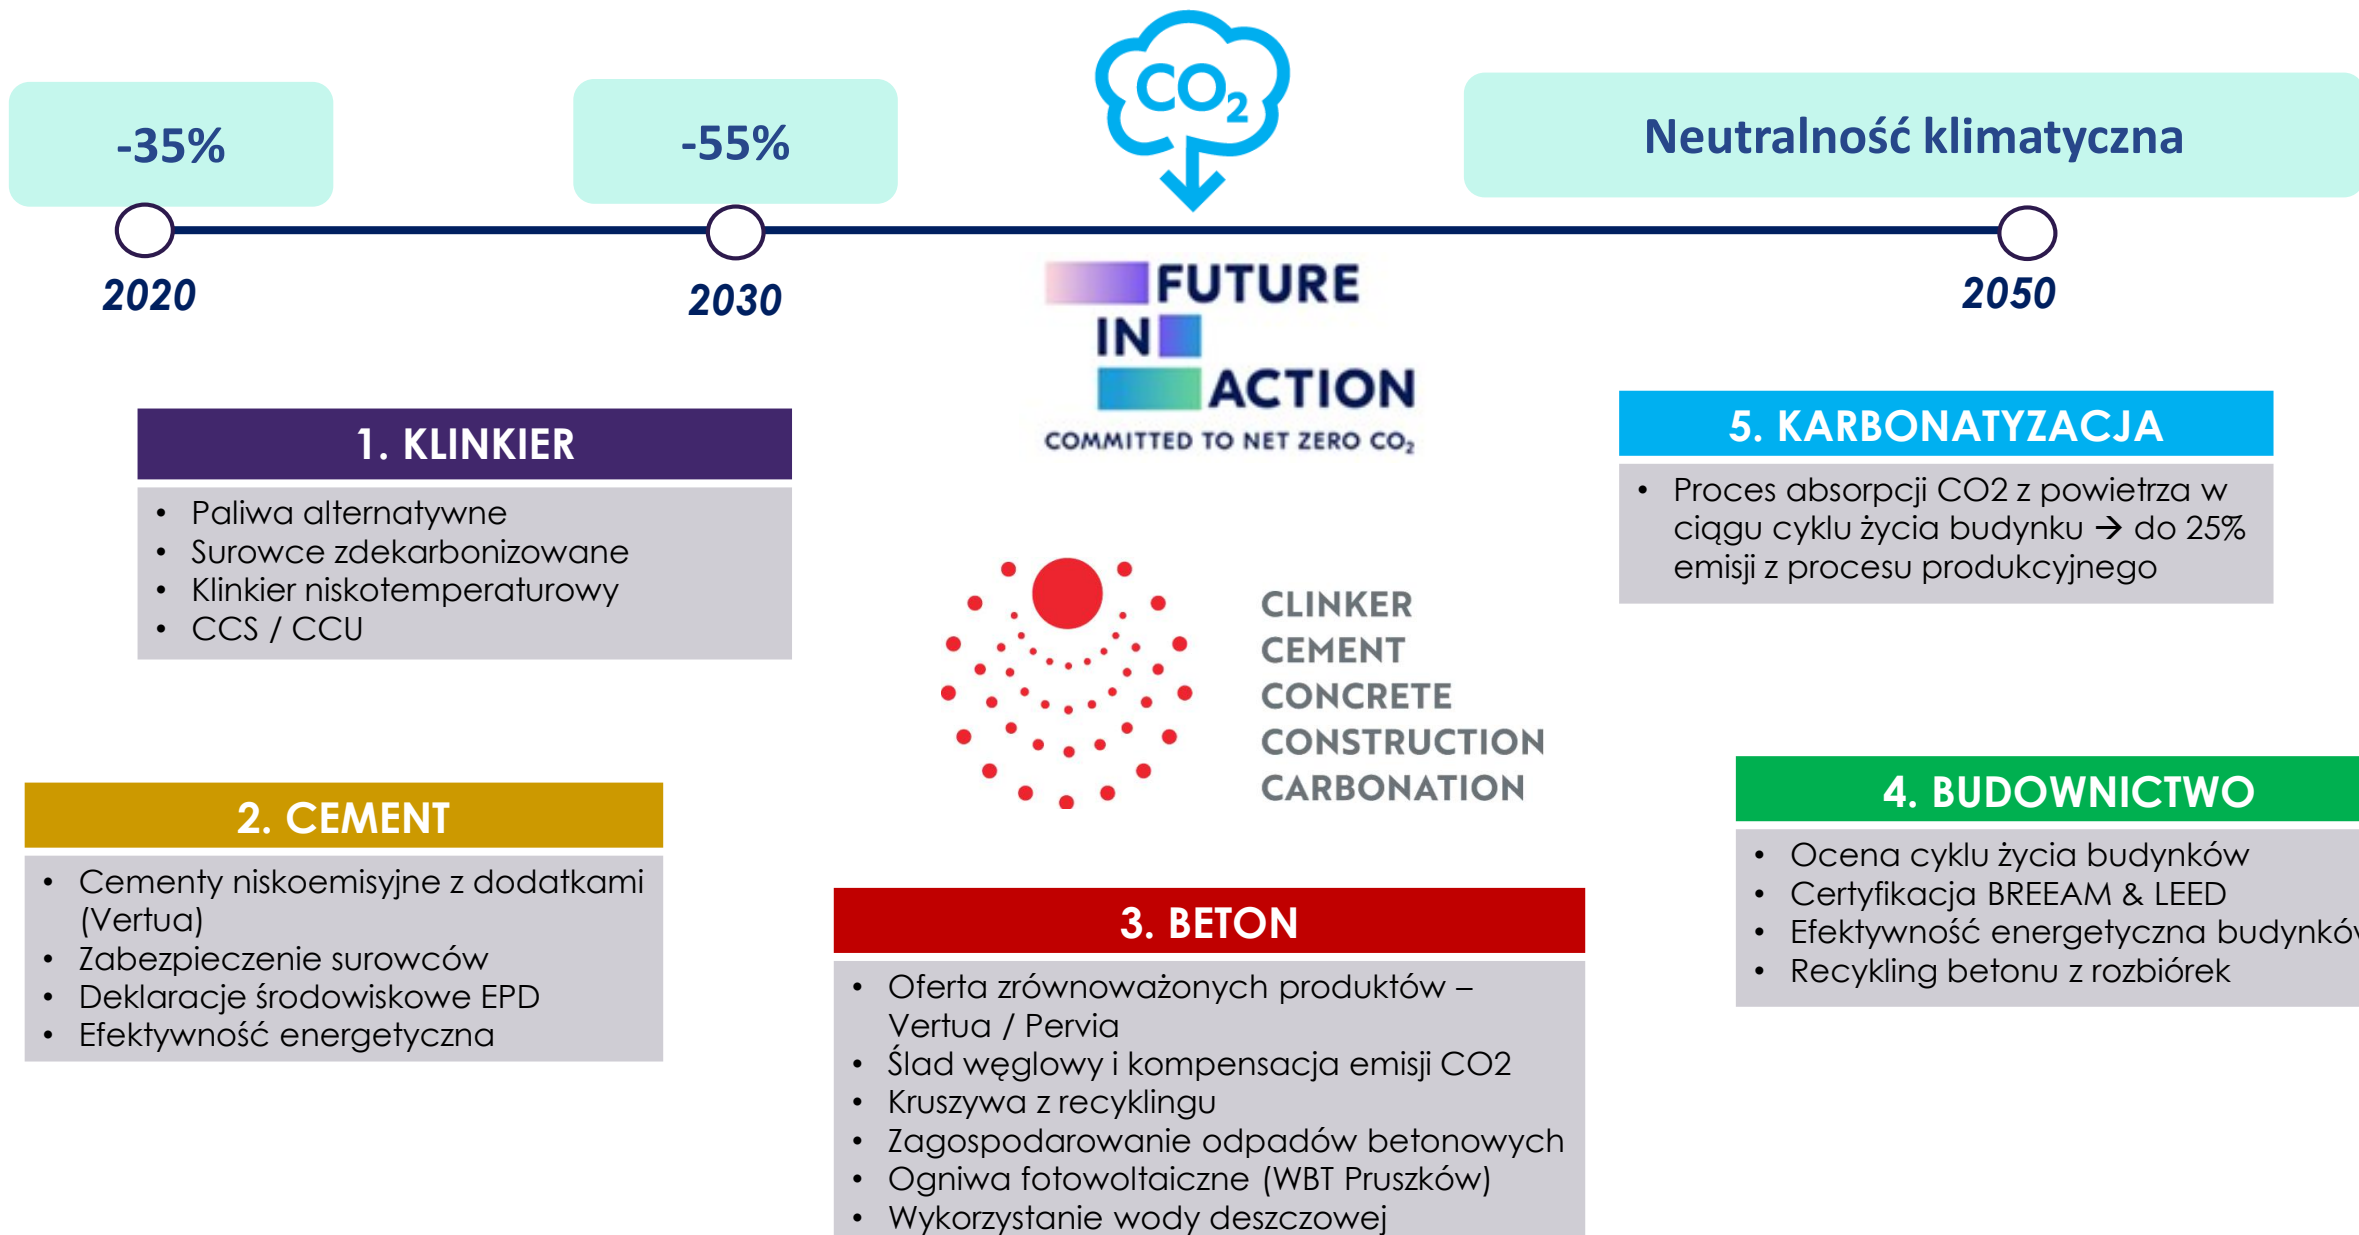 CO2
-35%
-55%
Neutralność klimatyczna
2020
2030
2050
FUTURE
IN
ACTION
COMMITTED TO NET ZERO CO2
1. KLINKIER
• Paliwa alternatywne
• Surowce zdekarbonizowane
• Klinkier niskotemperaturowy
• CCS / CCU
5. KARBONATYZACJA
• Proces absorpcji CO2 z powietrza w
ciągu cyklu życia budynku → do 25%
emisji z procesu produkcyjnego
CLINKER
CEMENT
CONCRETE
CONSTRUCTION
CARBONATION
2. CEMENT
• Cementy niskoemisyjne z dodatkami
(Vertua)
• Zabezpieczenie surowców
• Deklaracje środowiskowe EPD
• Efektywność energetyczna
3. BETON
• Oferta zrównoważonych produktów –
Vertua / Pervia
• Ślad węglowy i kompensacja emisji CO2
• Kruszywa z recyklingu
• Zagospodarowanie odpadów betonowych
• Ogniwa fotowoltaiczne (WBT Pruszków)
• Wykorzystanie wody deszczowej
4. BUDOWNICTWO
• Ocena cyklu życia budynków
• Certyfikacja BREEAM & LEED
• Efektywność energetyczna budynków
• Recykling betonu z rozbiórek